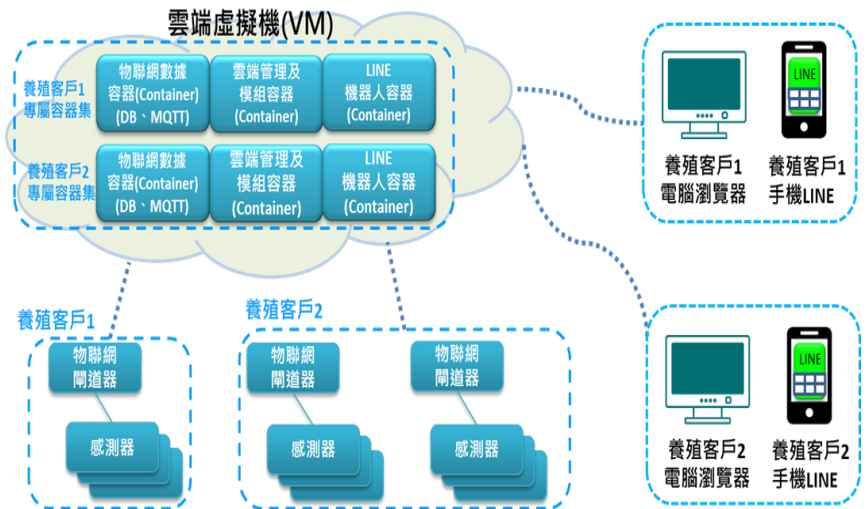 雲端虛擬機(VM)
養殖客戶1
專屬容器集
物聯網數據
容器(Container)
(DB、MQTT)
雲端管理及
模組容器
(Container)
LINE
機器人容器
(Container)
養殖客戶2
專屬容器集
物聯網數據
容器(Container)
(DB、MQTT)
雲端管理及
模組容器
(Container)
LINE
機器人容器
(Container)
LINE
養殖客戶1
電腦瀏覽器
養殖客戶1
手機LINE
養殖客戶1
物聯網
閘道器
感測器
養殖客戶2
物聯網
閘道器
感測器
物聯網
閘道器
感測器
LINE
養殖客戶2
電腦瀏覽器
養殖客戶2
手機LINE